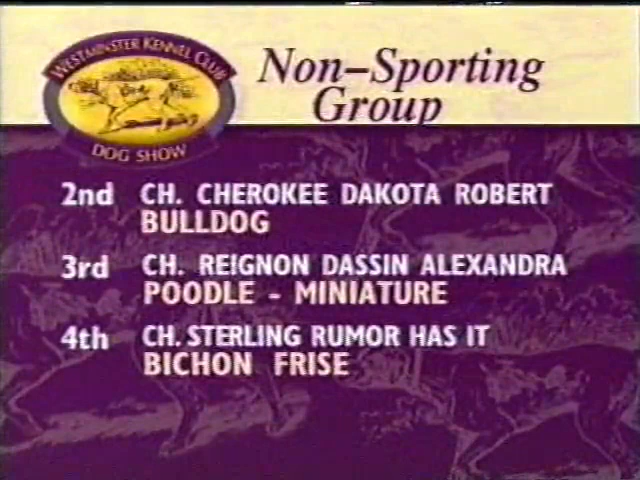 WESTMINSTER KENNEL CLUB
DOG SHOW
Non-Sporting
Group
2nd CH. CHEROKEE DAKOTA ROBERT
BULLDOG
3rd CH. REIGNON DASSIN ALEXANDRA
POODLE - MINIATURE
4th CH. STERLING RUMOR HAS IT
BICHON FRISE